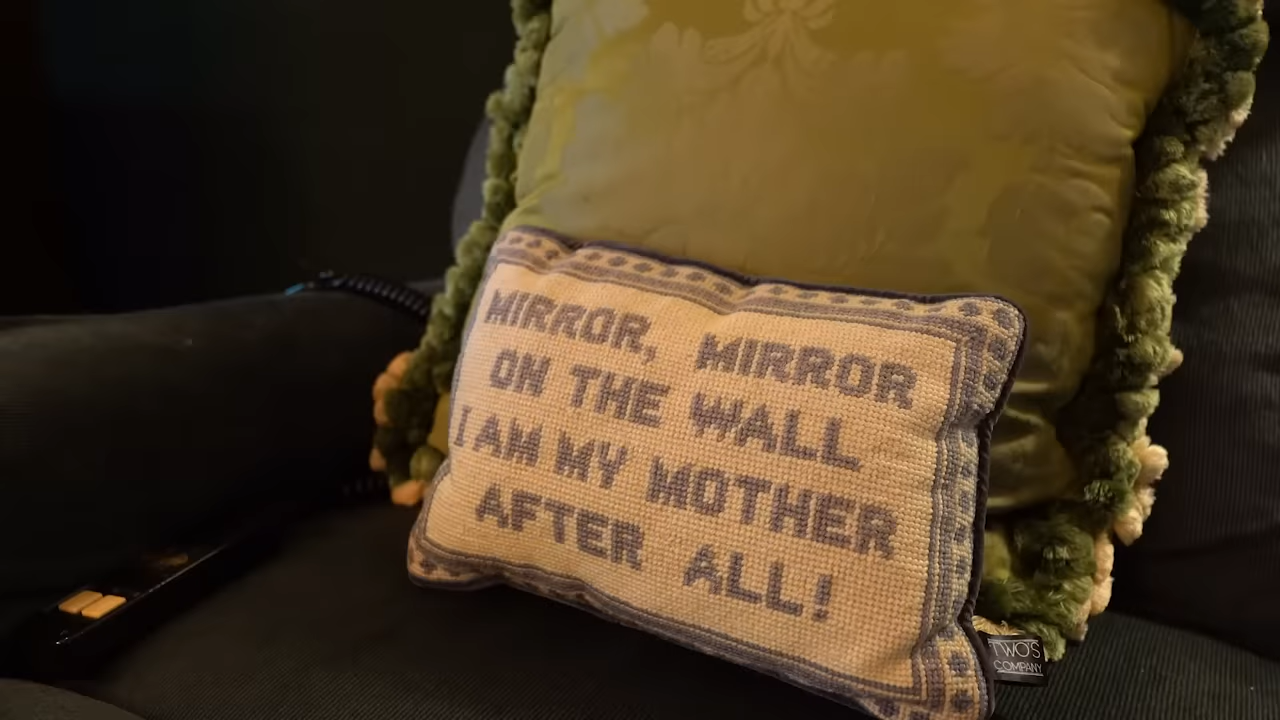 MIRROR, MIRROR
ON THE WALL
I AM MY MOTHER
AFTER ALL!
TWO'S
COMPANY